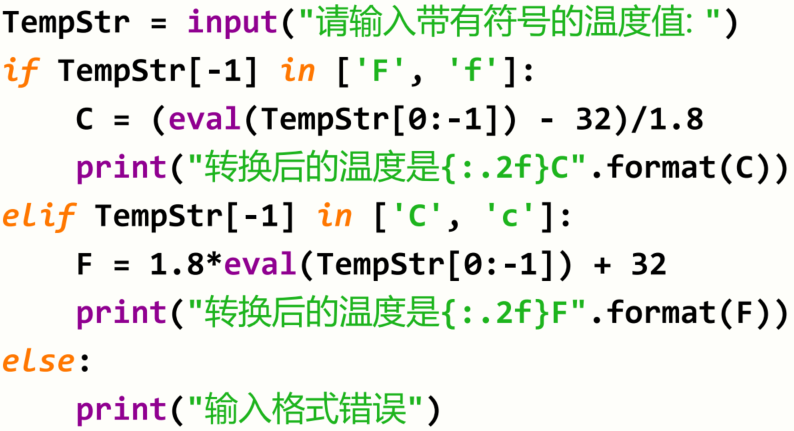 TempStr = input("请输入带有符号的温度值: ")
if TempStr[-1] in ['F', 'f']:
    C = (eval(TempStr[0:-1]) - 32)/1.8
    print("转换后的温度是{:.2f}C".format(C))
elif TempStr[-1] in ['C', 'c']:
    F = 1.8*eval(TempStr[0:-1]) + 32
    print("转换后的温度是{:.2f}F".format(F))
else:
    print("输入格式错误")